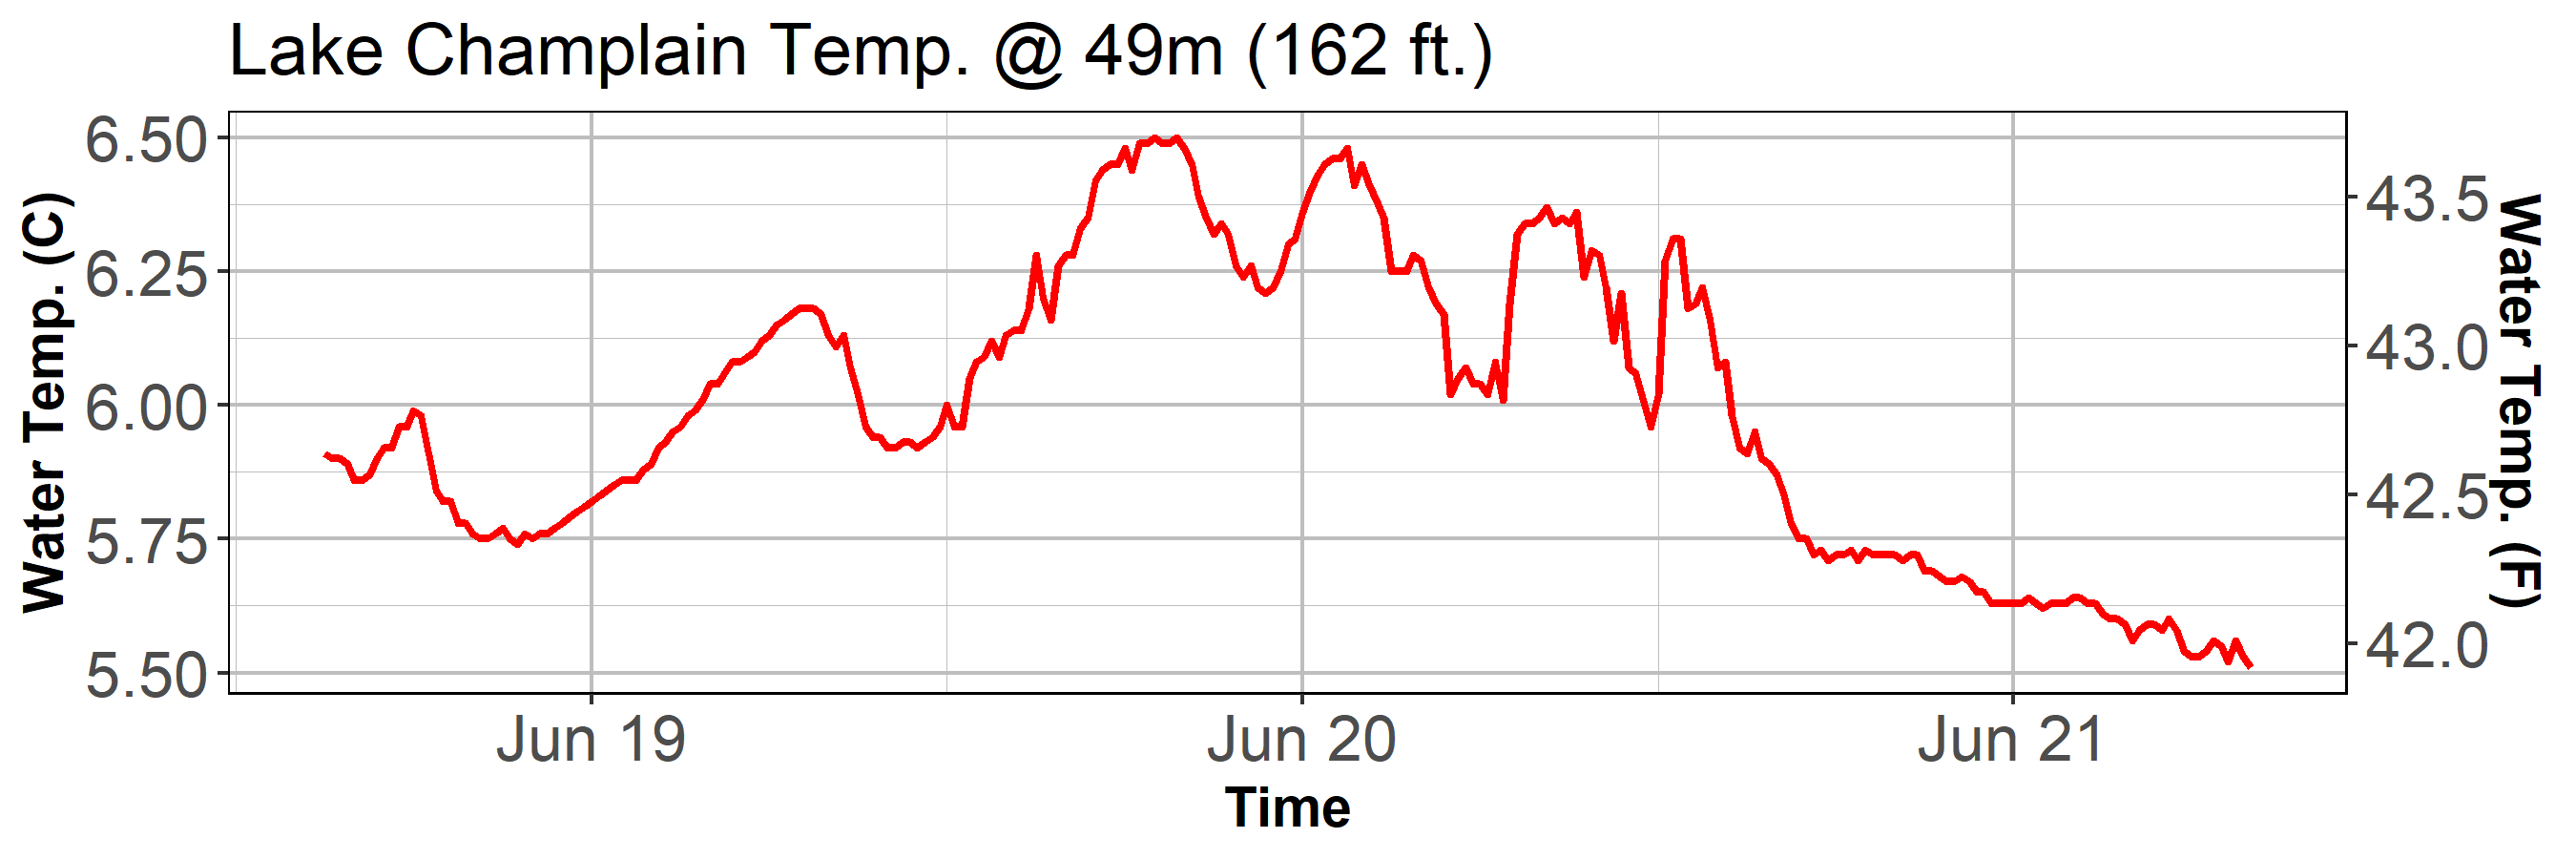 Lake Champlain Temp. @ 49m (162 ft.)
Water Temp. (C)
6.50
6.25
6.00
5.75
5.50
43.5
43.0
42.5
42.0
Water Temp. (F)
Jun 19
Jun 20
Jun 21
Time